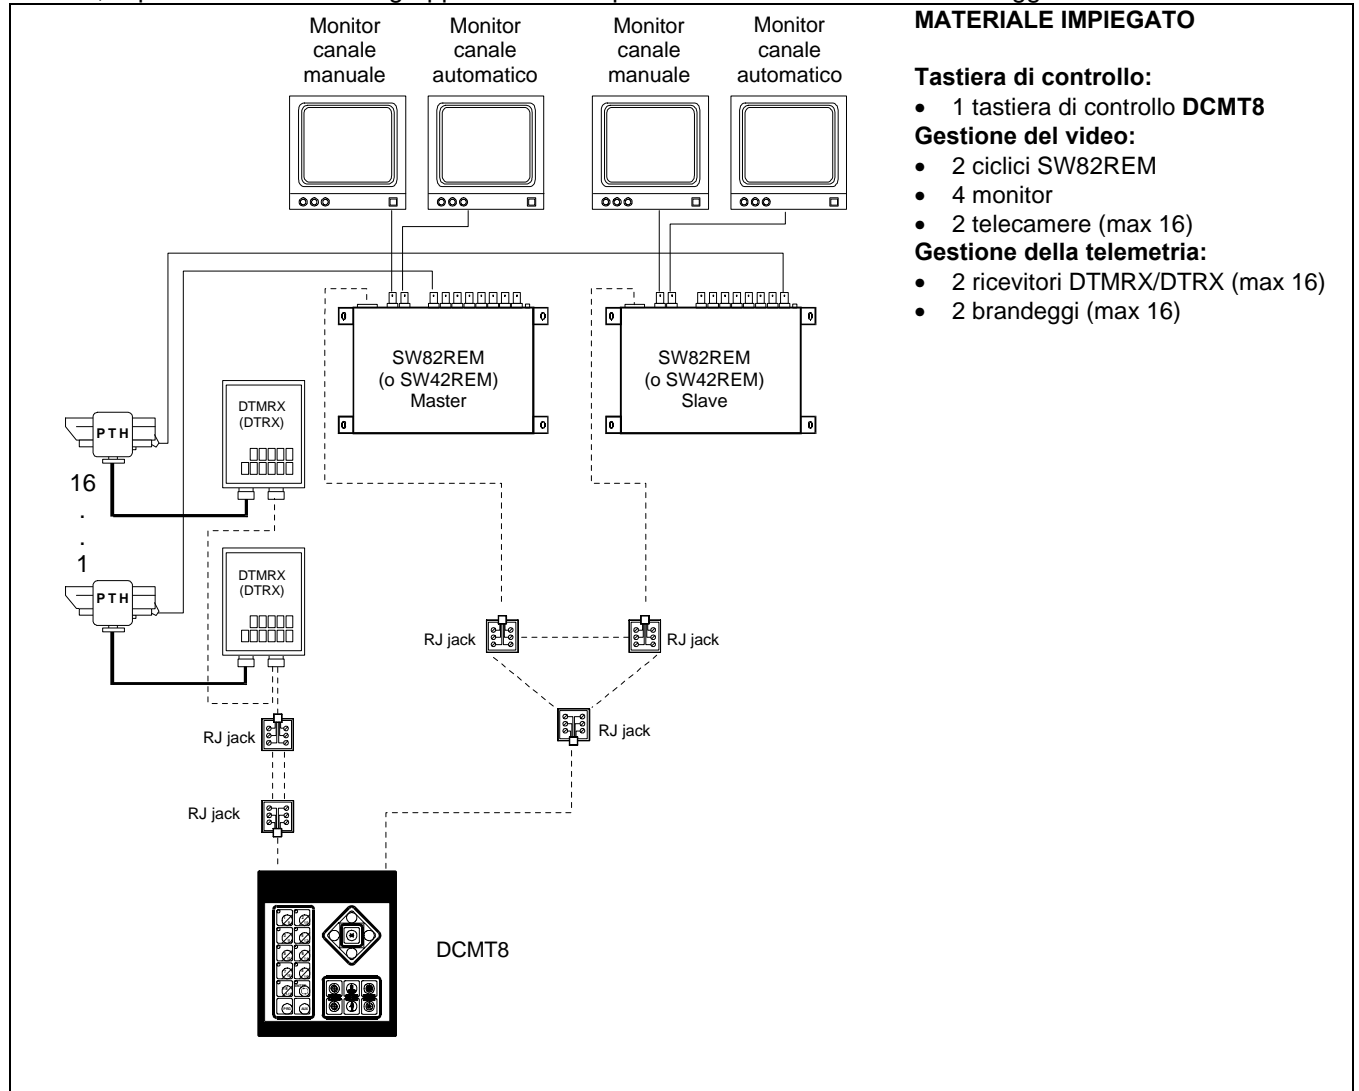 Monitor
canale
manuale
Monitor
canale
automatico
Monitor
canale
manuale
Monitor
canale
automatico
MATERIALE IMPIEGATO
Tastiera di controllo:
• 1 tastiera di controllo DCMT8
Gestione del video:
• 2 ciclici SW82REM
• 4 monitor
• 2 telecamere (max 16)
Gestione della telemetria:
• 2 ricevitori DTMRX/DTRX (max 16)
• 2 brandeggi (max 16)
SW82REM
(o SW42REM)
Master
SW82REM
(o SW42REM)
Slave
DTMRX
(DTRX)
PTH
16
.
.
1
DTMRX
(DTRX)
PTH
RJ jack
RJ jack
RJ jack
RJ jack
RJ jack
DCMT8